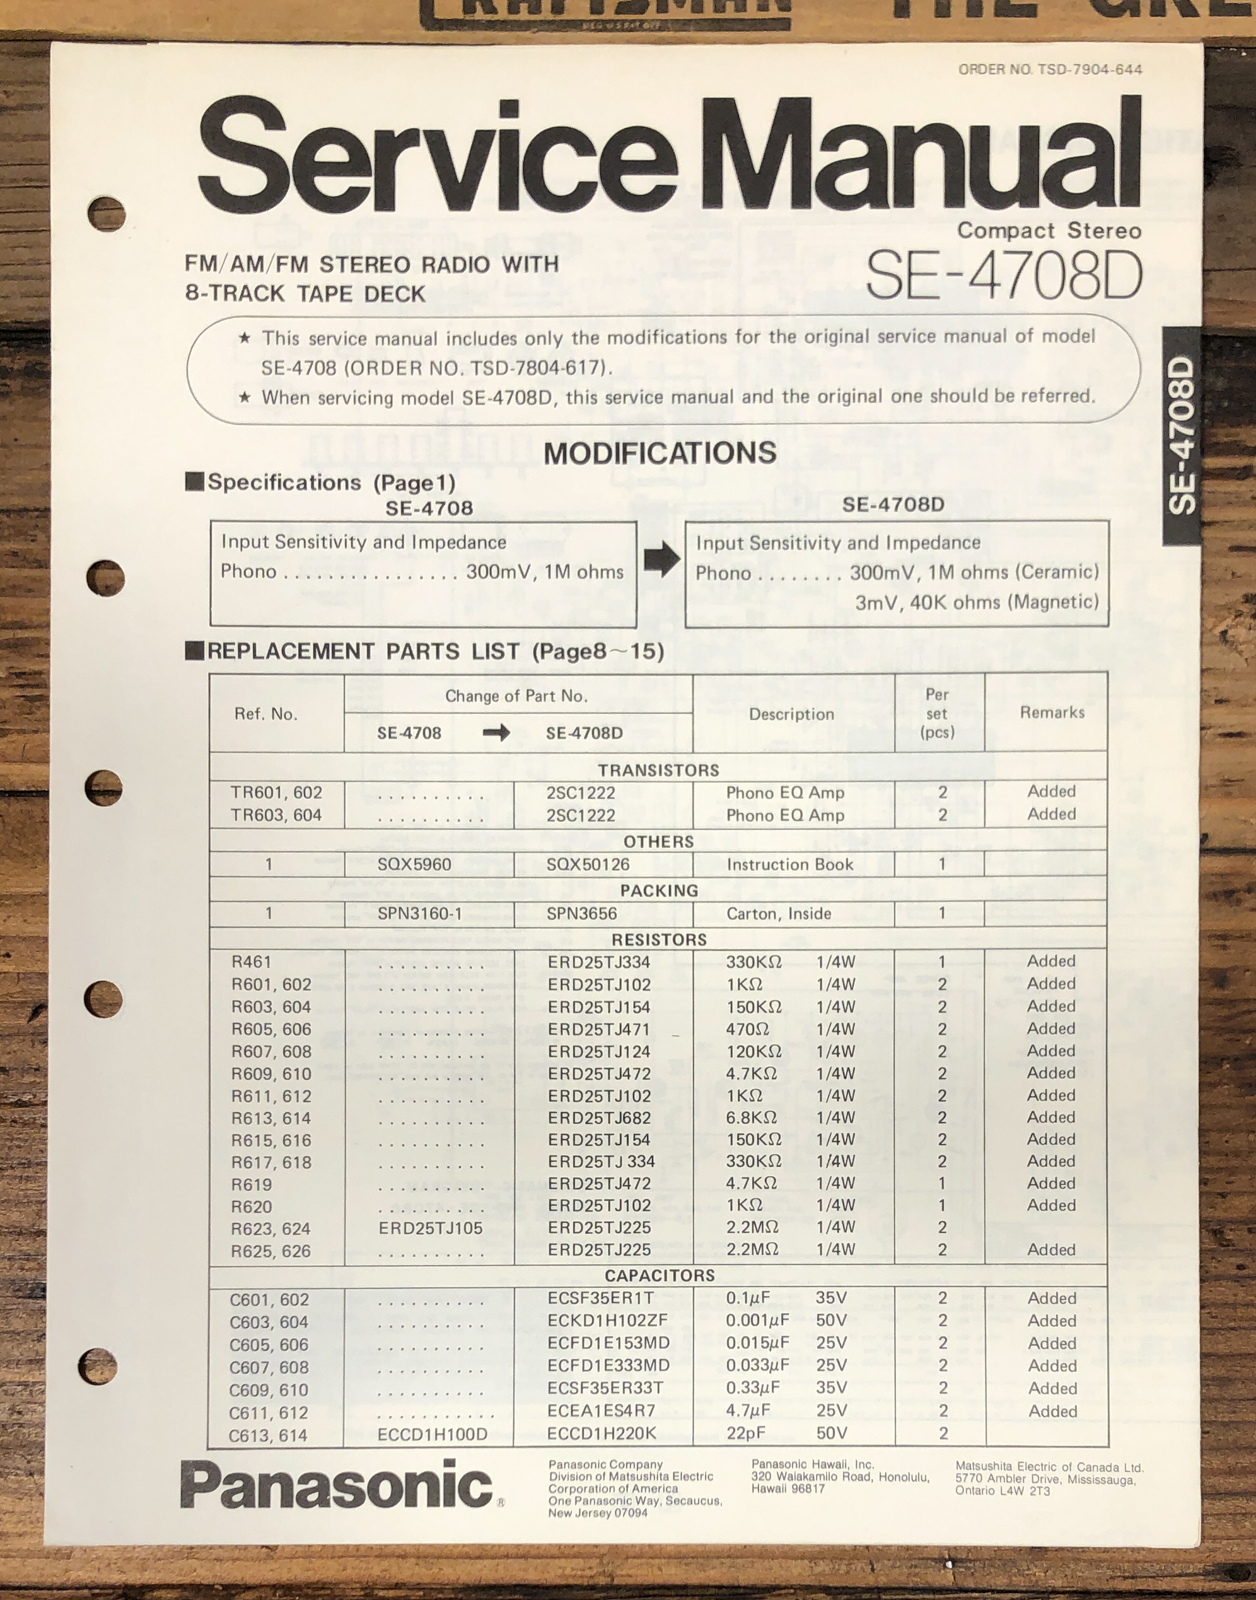 CRAFTSMAN THE GRE
ORDER NO. TSD-7904-644
Service Manual
Compact Stereo
FM/AM/FM STEREO RADIO WITH
8-TRACK TAPE DECK
SE-4708D
★ This service manual includes only the modifications for the original service manual of model
SE-4708 (ORDER NO. TSD-7804-617).
★ When servicing model SE-4708D, this service manual and the original one should be referred.
SE-4708D
MODIFICATIONS
■Specifications (Page1)
SE-4708 SE-4708D
Input Sensitivity and Impedance
Phono . . . . . . . . . . . . . . . . 300mV, 1M ohms
➡
Input Sensitivity and Impedance
Phono . . . . . . . . 300mV, 1M ohms (Ceramic)
3mV, 40K ohms (Magnetic)
■REPLACEMENT PARTS LIST (Page8~15)
Ref. No. Change of Part No. Description Per set (pcs) Remarks
SE-4708 ➡ SE-4708D
TRANSISTORS
TR601, 602 . . . . . . . . . . 2SC1222 Phono EQ Amp 2 Added
TR603, 604 . . . . . . . . . . 2SC1222 Phono EQ Amp 2 Added
OTHERS
1 SQX5960 SQX50126 Instruction Book 1
PACKING
1 SPN3160-1 SPN3656 Carton, Inside 1
RESISTORS
R461 . . . . . . . . . . ERD25TJ334 330KΩ 1/4W 1 Added
R601, 602 . . . . . . . . . . ERD25TJ102 1KΩ 1/4W 2 Added
R603, 604 . . . . . . . . . . ERD25TJ154 150KΩ 1/4W 2 Added
R605, 606 . . . . . . . . . . ERD25TJ471 470Ω 1/4W 2 Added
R607, 608 . . . . . . . . . . ERD25TJ124 120KΩ 1/4W 2 Added
R609, 610 . . . . . . . . . . ERD25TJ472 4.7KΩ 1/4W 2 Added
R611, 612 . . . . . . . . . . ERD25TJ102 1KΩ 1/4W 2 Added
R613, 614 . . . . . . . . . . ERD25TJ682 6.8KΩ 1/4W 2 Added
R615, 616 . . . . . . . . . . ERD25TJ154 150KΩ 1/4W 2 Added
R617, 618 . . . . . . . . . . ERD25TJ 334 330KΩ 1/4W 2 Added
R619 . . . . . . . . . . ERD25TJ472 4.7KΩ 1/4W 1 Added
R620 . . . . . . . . . . ERD25TJ102 1KΩ 1/4W 1 Added
R623, 624 ERD25TJ105 ERD25TJ225 2.2MΩ 1/4W 2
R625, 626 . . . . . . . . . . ERD25TJ225 2.2MΩ 1/4W 2 Added
CAPACITORS
C601, 602 . . . . . . . . . . ECSF35ER1T 0.1μF 35V 2 Added
C603, 604 . . . . . . . . . . ECKD1H102ZF 0.001μF 50V 2 Added
C605, 606 . . . . . . . . . . ECFD1E153MD 0.015μF 25V 2 Added
C607, 608 . . . . . . . . . . ECFD1E333MD 0.033μF 25V 2 Added
C609, 610 . . . . . . . . . . ECSF35ER33T 0.33μF 35V 2 Added
C611, 612 . . . . . . . . . . . ECEA1ES4R7 4.7μF 25V 2 Added
C613, 614 ECCD1H100D ECCD1H220K 22pF 50V 2
Panasonic®
Panasonic Company
Division of Matsushita Electric
Corporation of America
One Panasonic Way, Secaucus,
New Jersey 07094
Panasonic Hawaii, Inc.
320 Waiakamilo Road, Honolulu,
Hawaii 96817
Matsushita Electric of Canada Ltd.
5770 Ambler Drive, Mississauga,
Ontario L4W 2T3